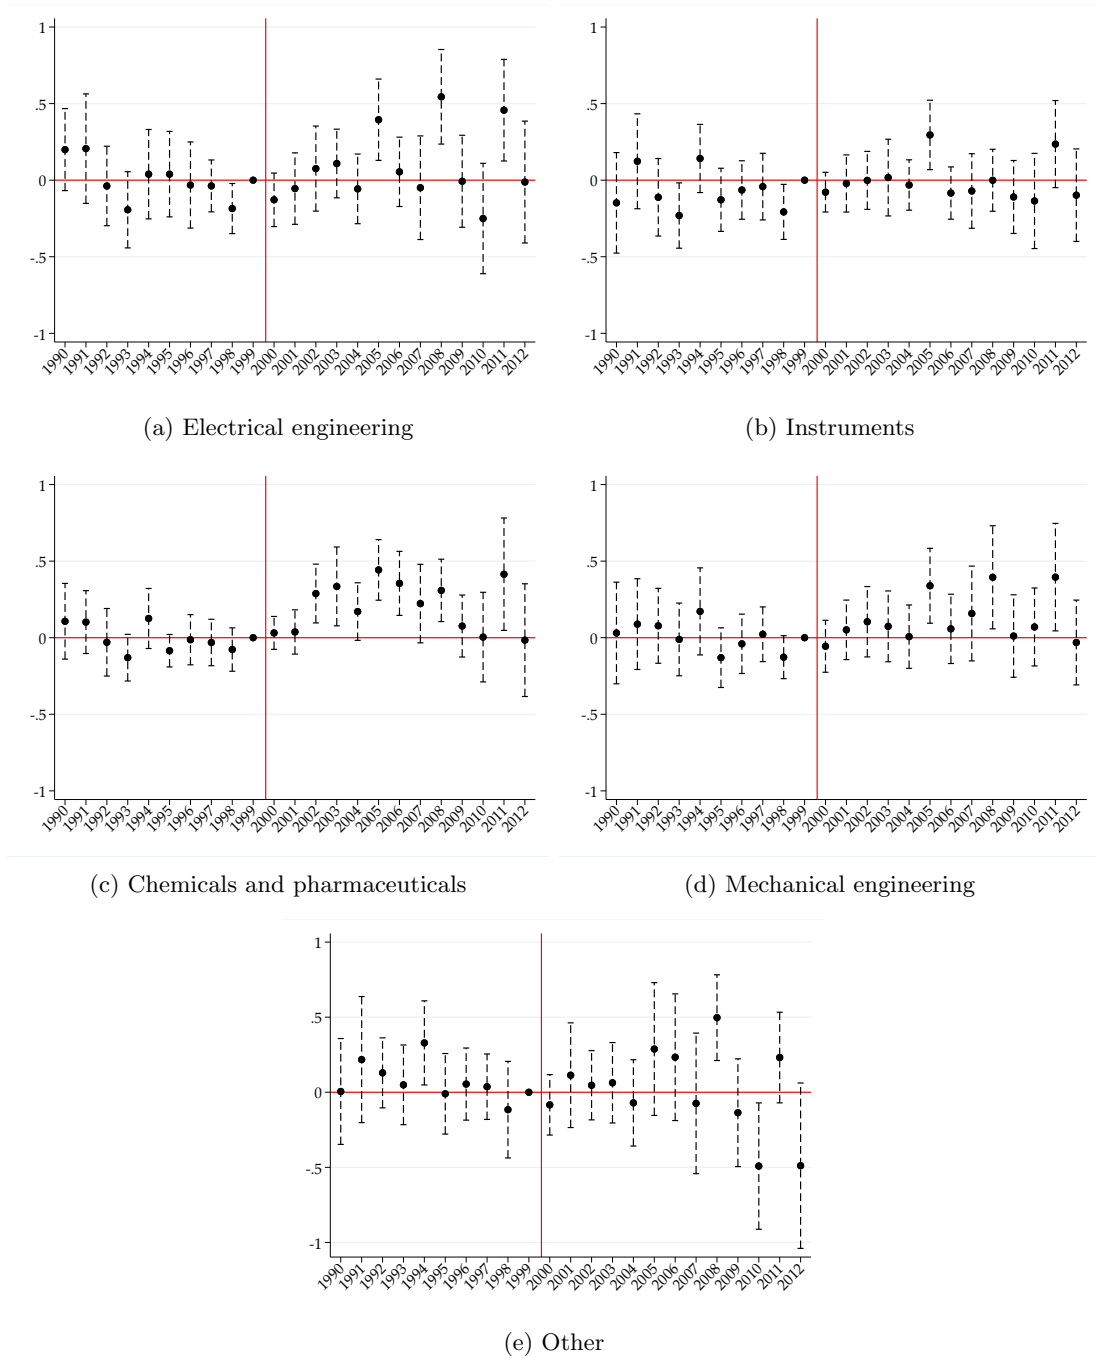 1
.5
0
-.5
-1
1990 1991 1992 1993 1994 1995 1996 1997 1998 1999 2000 2001 2002 2003 2004 2005 2006 2007 2008 2009 2010 2011 2012
(a) Electrical engineering
1
.5
0
-.5
-1
1990 1991 1992 1993 1994 1995 1996 1997 1998 1999 2000 2001 2002 2003 2004 2005 2006 2007 2008 2009 2010 2011 2012
(b) Instruments
1
.5
0
-.5
-1
1990 1991 1992 1993 1994 1995 1996 1997 1998 1999 2000 2001 2002 2003 2004 2005 2006 2007 2008 2009 2010 2011 2012
(c) Chemicals and pharmaceuticals
1
.5
0
-.5
-1
1990 1991 1992 1993 1994 1995 1996 1997 1998 1999 2000 2001 2002 2003 2004 2005 2006 2007 2008 2009 2010 2011 2012
(d) Mechanical engineering
1
.5
0
-.5
-1
1990 1991 1992 1993 1994 1995 1996 1997 1998 1999 2000 2001 2002 2003 2004 2005 2006 2007 2008 2009 2010 2011 2012
(e) Other